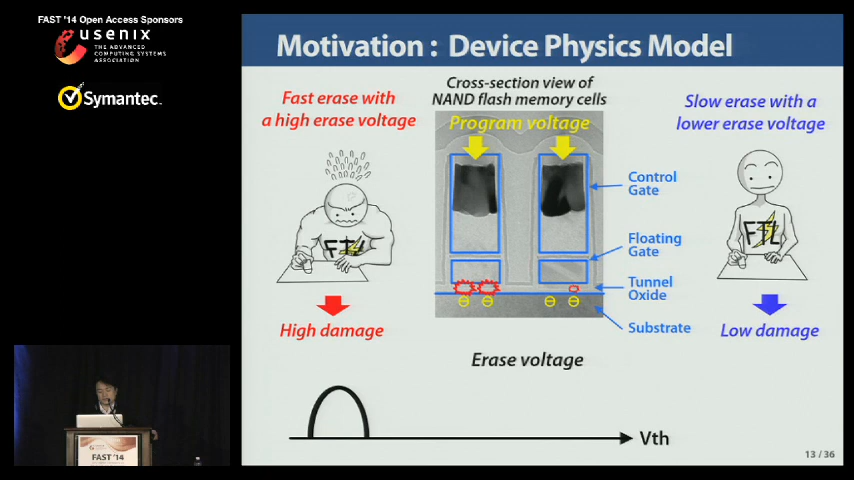 FAST '14 Open Access Sponsors
usenix
THE ADVANCED
COMPUTING SYSTEMS
ASSOCIATION
Symantec.
Motivation : Device Physics Model
Fast erase with
a high erase voltage
Cross-section view of
NAND flash memory cells
Program voltage
Slow erase with a
lower erase voltage
Control
Gate
Floating
Gate
Tunnel
Oxide
Substrate
FTL
FTL
High damage
Low damage
Erase voltage
Vth
FAST '14
13 / 36